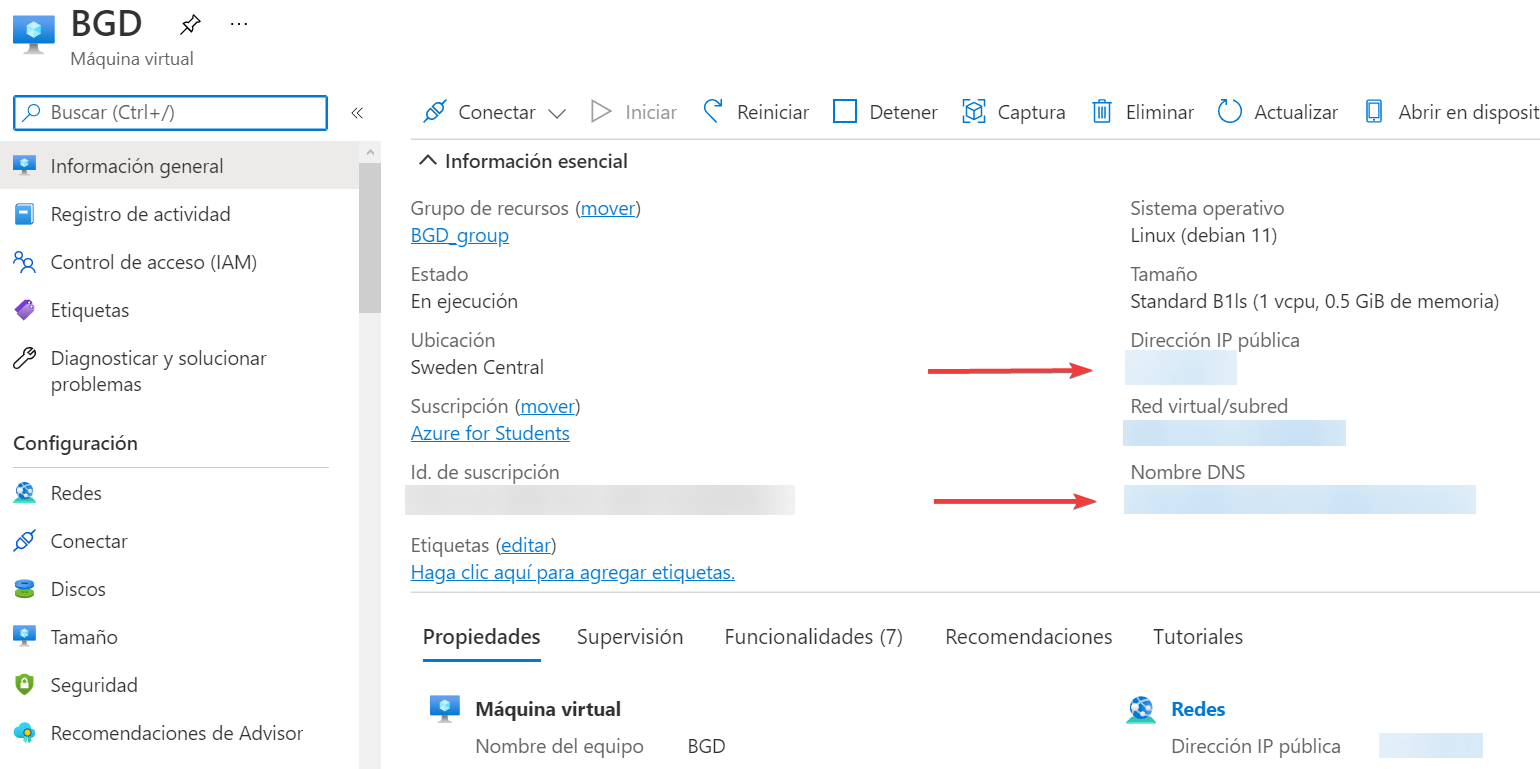 BGD
Máquina virtual
Buscar (Ctrl+/)
Información general
Registro de actividad
Control de acceso (IAM)
Etiquetas
Diagnosticar y solucionar
problemas
Configuración
Redes
Conectar
Discos
Tamaño
Seguridad
Recomendaciones de Advisor
Conectar Iniciar Reiniciar Detener Captura Eliminar Actualizar Abrir en disposit
Información esencial
Grupo de recursos (mover)
BGD_group
Estado
En ejecución
Ubicación
Sweden Central
Suscripción (mover)
Azure for Students
Id. de suscripción
Sistema operativo
Linux (debian 11)
Tamaño
Standard B1ls (1 vcpu, 0.5 GiB de memoria)
Dirección IP pública
Red virtual/subred
Nombre DNS
Etiquetas (editar)
Haga clic aquí para agregar etiquetas.
Propiedades Supervisión Funcionalidades (7) Recomendaciones Tutoriales
Máquina virtual
Nombre del equipo BGD
Redes
Dirección IP pública